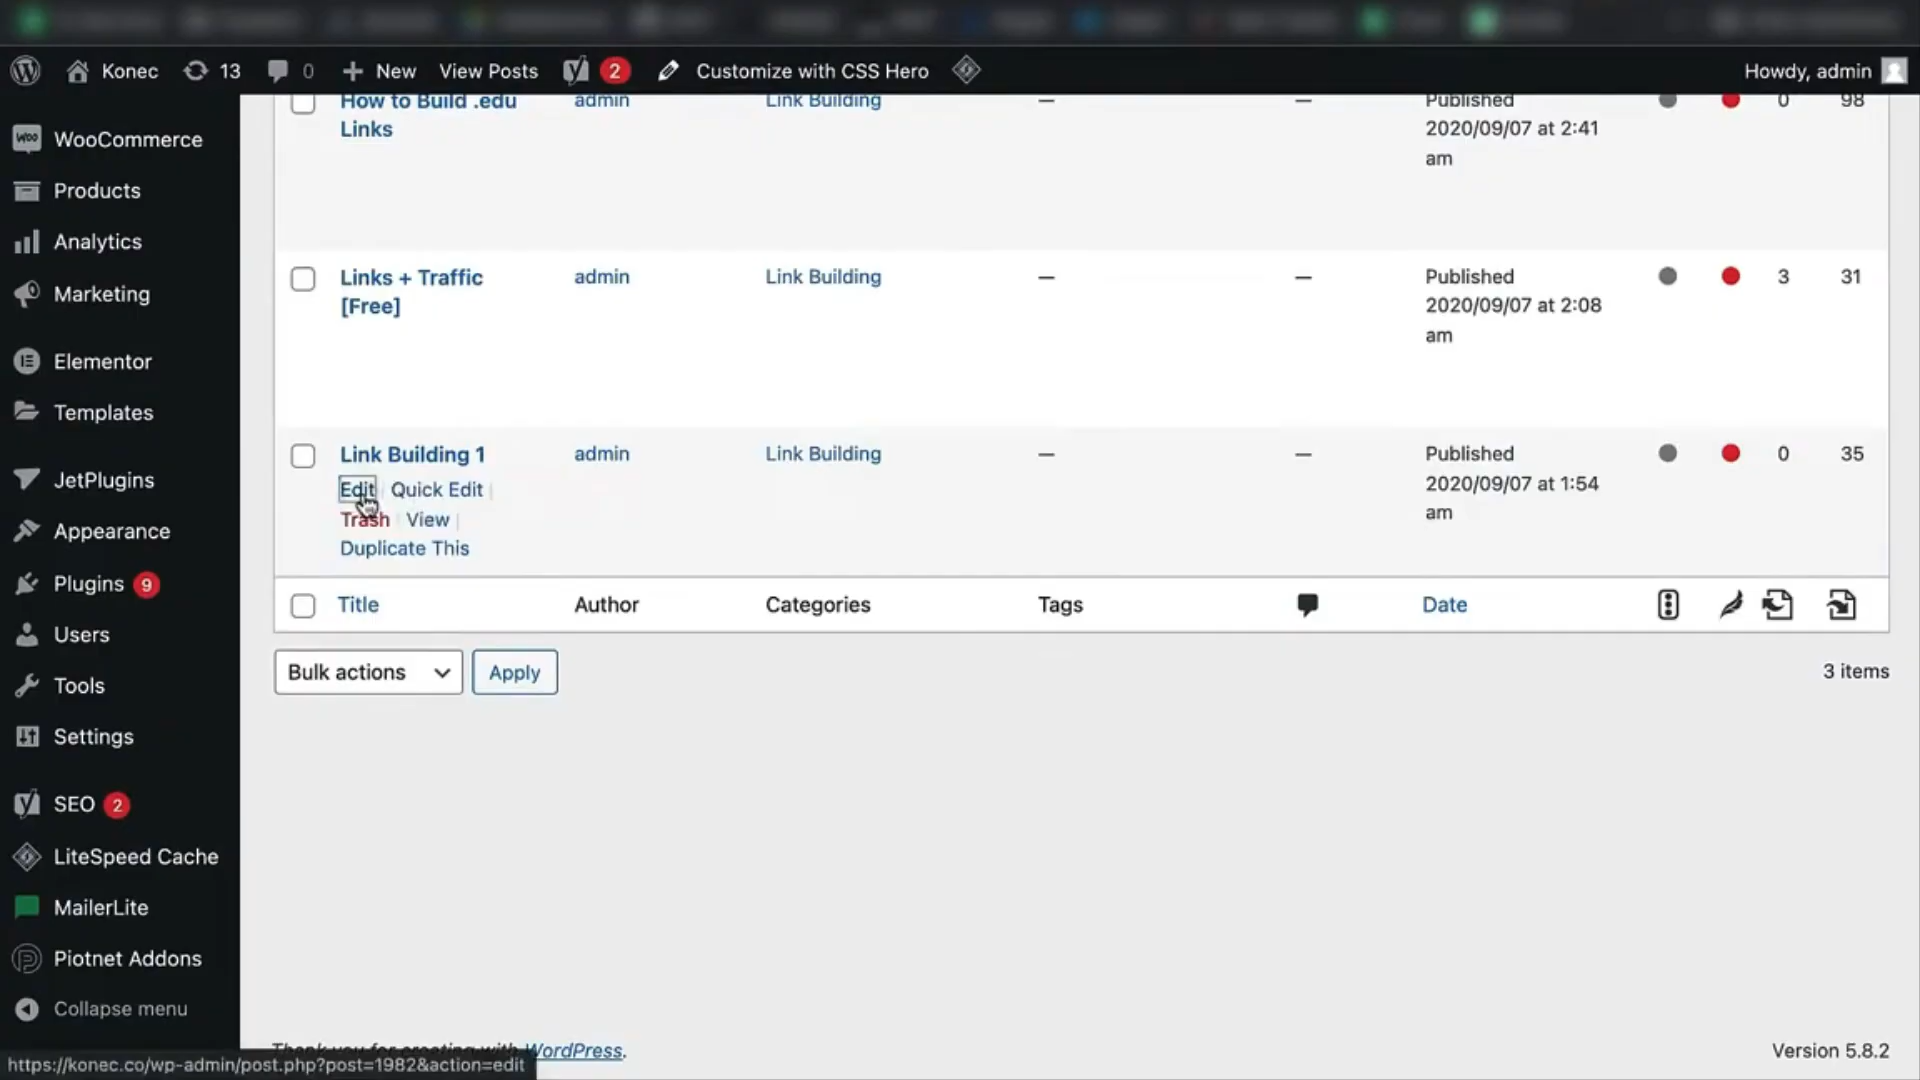 Konec 13 0 New View Posts 2 Customize with CSS Hero Howdy, admin
WooCommerce
Products
Analytics
Marketing
Elementor
Templates
JetPlugins
Appearance
Plugins 9
Users
Tools
Settings
SEO 2
LiteSpeed Cache
MailerLite
Piotnet Addons
Collapse menu
How to Build .edu admin Link Building — — Published 0 98
Links 2020/09/07 at 2:41
am
Links + Traffic admin Link Building — — Published 3 31
[Free] 2020/09/07 at 2:08
am
Link Building 1 admin Link Building — — Published 0 35
Edit | Quick Edit | 2020/09/07 at 1:54
Trash | View | am
Duplicate This
Title Author Categories Tags Date
Bulk actions Apply 3 items
Thank you for creating with WordPress. Version 5.8.2
https://konec.co/wp-admin/post.php?post=1982&action=edit